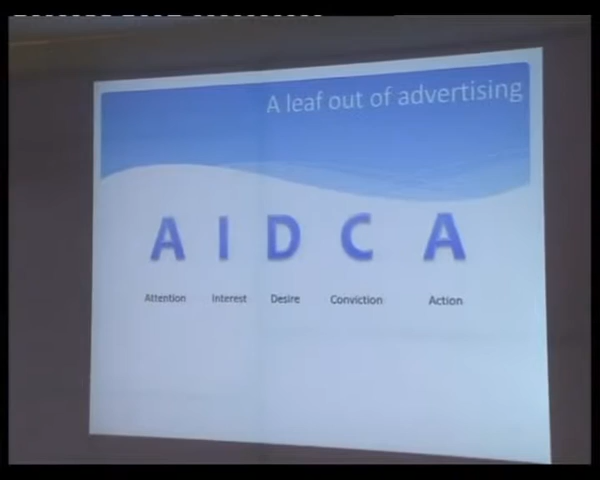 A leaf out of advertising
A I D C A
Attention Interest Desire Conviction Action